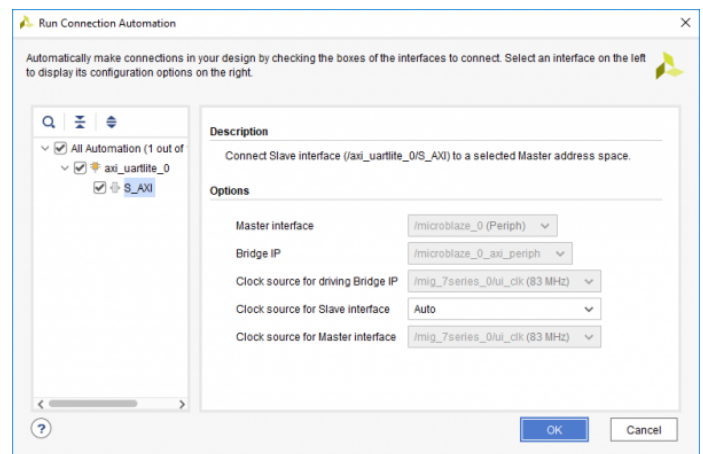 Run Connection Automation
Automatically make connections in your design by checking the boxes of the interfaces to connect. Select an interface on the left
to display its configuration options on the right.
All Automation (1 out of
axi_uartlite_0
S_AXI
Description
Connect Slave interface (/axi_uartlite_0/S_AXI) to a selected Master address space.
Options
Master interface /microblaze_0 (Periph)
Bridge IP /microblaze_0_axi_periph
Clock source for driving Bridge IP /mig_7series_0/ui_clk (83 MHz)
Clock source for Slave interface Auto
Clock source for Master interface /mig_7series_0/ui_clk (83 MHz)
?
OK Cancel